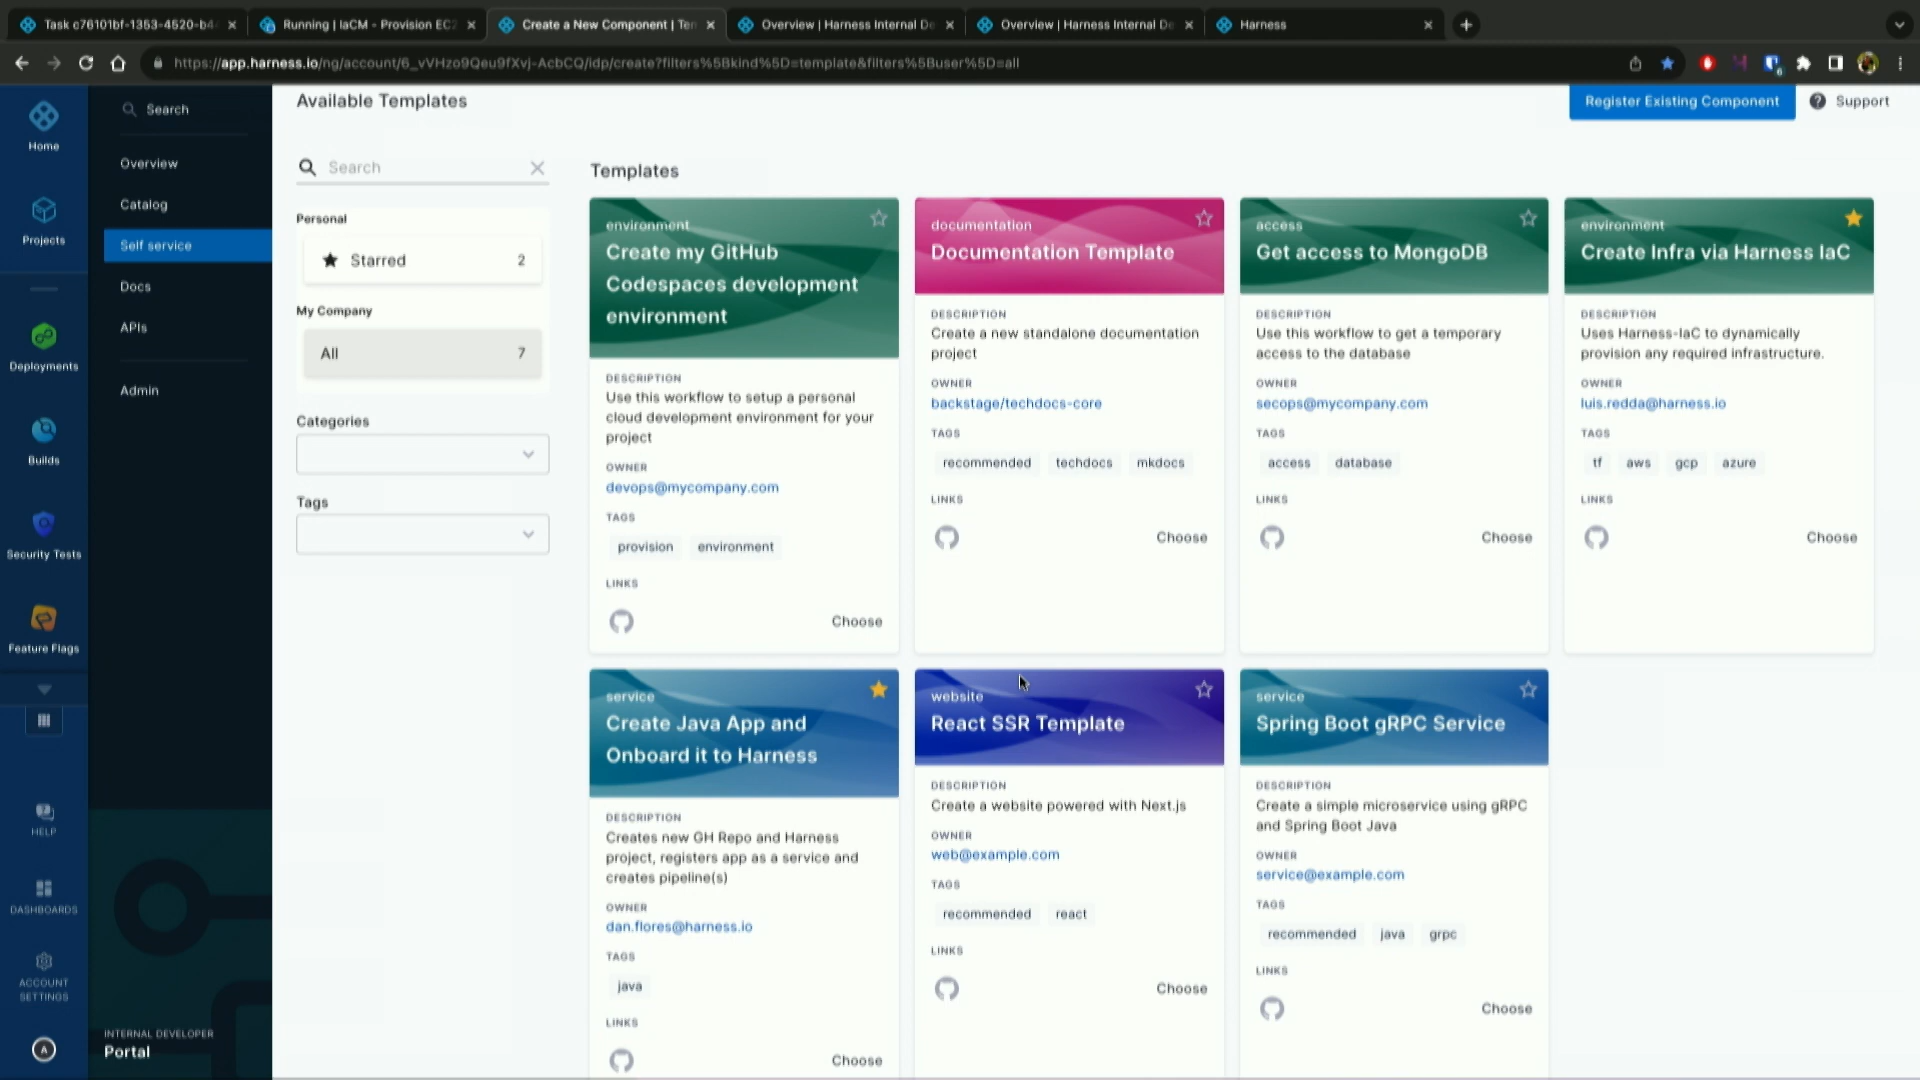 Task c76101bf-1353-4520-b4
Running | IaCM - Provision EC2
Create a New Component | Tem
Overview | Harness Internal De
Overview | Harness Internal De
Harness
https://app.harness.io/ng/account/6_vVHzo9Qeu9fXvj-AcbCQ/idp/create?filters%5Bkind%5D=template&filters%5Buser%5D=all
Home
Projects
Deployments
Builds
Security Tests
Feature Flags
HELP
DASHBOARDS
ACCOUNT
SETTINGS
A
Search
Overview
Catalog
Self service
Docs
APIs
Admin
INTERNAL DEVELOPER
Portal
Available Templates
Register Existing Component
Support
Search
Personal
Starred 2
My Company
All 7
Categories
Tags
Templates
environment
Create my GitHub
Codespaces development
environment
DESCRIPTION
Use this workflow to setup a personal
cloud development environment for your
project
OWNER
devops@mycompany.com
TAGS
provision environment
LINKS
Choose
documentation
Documentation Template
DESCRIPTION
Create a new standalone documentation
project
OWNER
backstage/techdocs-core
TAGS
recommended techdocs mkdocs
LINKS
Choose
access
Get access to MongoDB
DESCRIPTION
Use this workflow to get a temporary
access to the database
OWNER
secops@mycompany.com
TAGS
access database
LINKS
Choose
environment
Create Infra via Harness IaC
DESCRIPTION
Uses Harness-IaC to dynamically
provision any required infrastructure.
OWNER
luis.redda@harness.io
TAGS
tf aws gcp azure
LINKS
Choose
service
Create Java App and
Onboard it to Harness
DESCRIPTION
Creates new GH Repo and Harness
project, registers app as a service and
creates pipeline(s)
OWNER
dan.flores@harness.io
TAGS
java
LINKS
Choose
website
React SSR Template
DESCRIPTION
Create a website powered with Next.js
OWNER
web@example.com
TAGS
recommended react
LINKS
Choose
service
Spring Boot gRPC Service
DESCRIPTION
Create a simple microservice using gRPC
and Spring Boot Java
OWNER
service@example.com
TAGS
recommended java grpc
LINKS
Choose